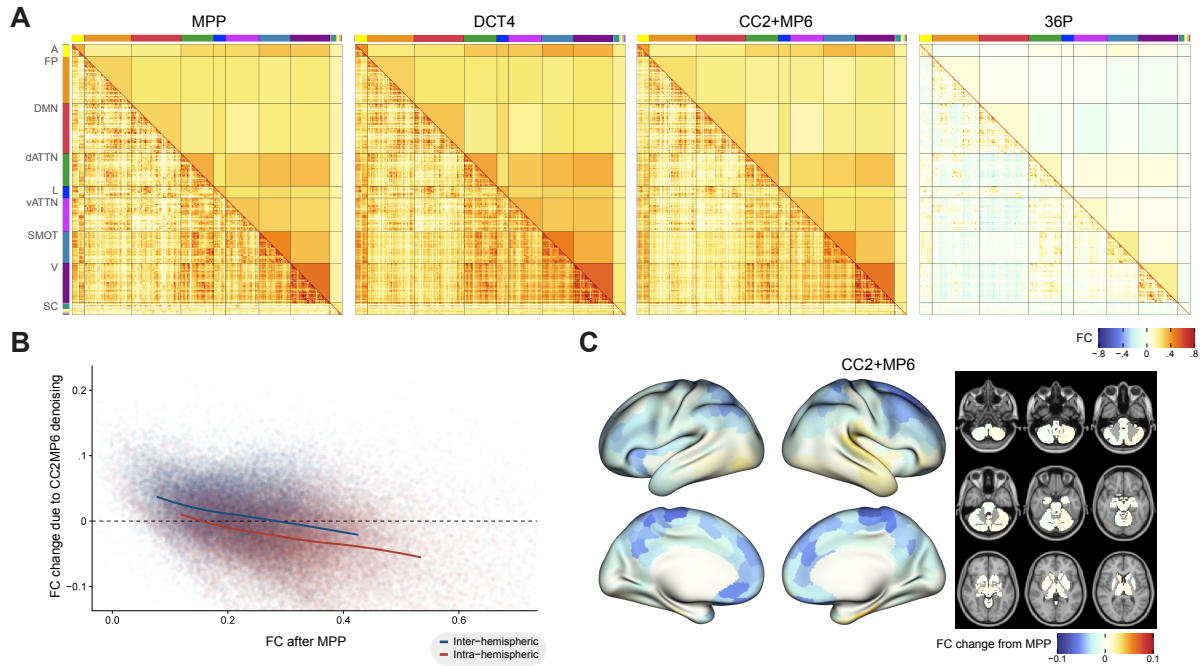 A
MPP
DCT4
CC2+MP6
36P
A
FP
DMN
dATTN
L
vATTN
SMOT
V
SC
FC
−.8 −.4 0 .4 .8
B
FC change due to CC2MP6 denoising
0.2
.1
0
−0.1
0.0 0.2 0.4 0.6
FC after MPP
Inter−hemispheric
Intra−hemispheric
C
CC2+MP6
FC change from MPP
−0.1 0 0.1